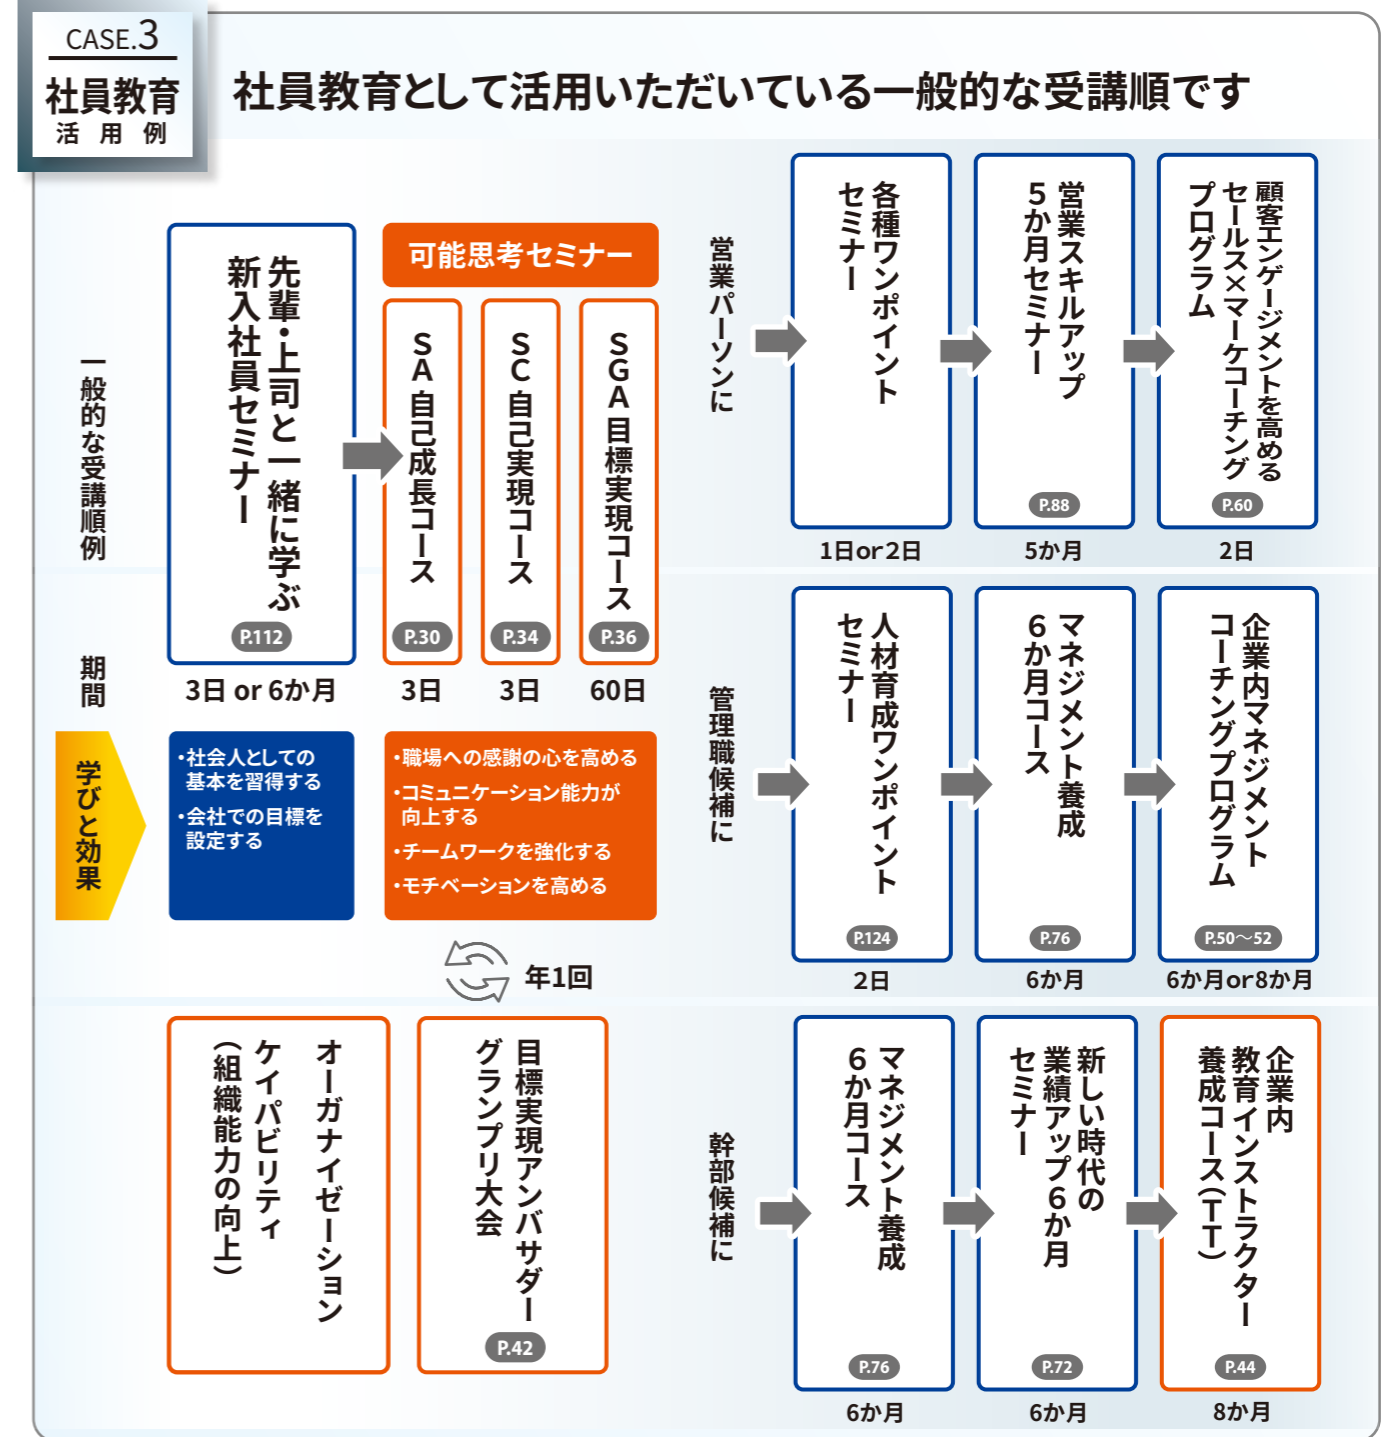 CASE.3
社員教育
活用例
社員教育として活用いただいている一般的な受講順です
一般的な受講順例
先輩・上司と一緒に学ぶ
新入社員セミナー
P.112
可能思考セミナー
SA自己成長コース
P.30
SC自己実現コース
P.34
SGA目標実現コース
P.36
期間
3日 or 6か月
3日
3日
60日
学びと効果
・社会人としての
基本を習得する
・会社での目標を
設定する
・職場への感謝の心を高める
・コミュニケーション能力が
向上する
・チームワークを強化する
・モチベーションを高める
年1回
オーガナイゼーション
ケイパビリティ
（組織能力の向上）
目標実現アンバサダー
グランプリ大会
P.42
営業パーソンに
各種ワンポイント
セミナー
1日or2日
営業スキルアップ
5か月セミナー
P.88
5か月
顧客エンゲージメントを高める
セールス×マーケコーチング
プログラム
P.60
2日
管理職候補に
人材育成ワンポイント
セミナー
P.124
2日
マネジメント養成
6か月コース
P.76
6か月
企業内マネジメント
コーチングプログラム
P.50〜52
6か月or8か月
幹部候補に
マネジメント養成
6か月コース
P.76
6か月
新しい時代の
業績アップ6か月
セミナー
P.72
6か月
企業内
教育インストラクター
養成コース（TT）
P.44
8か月